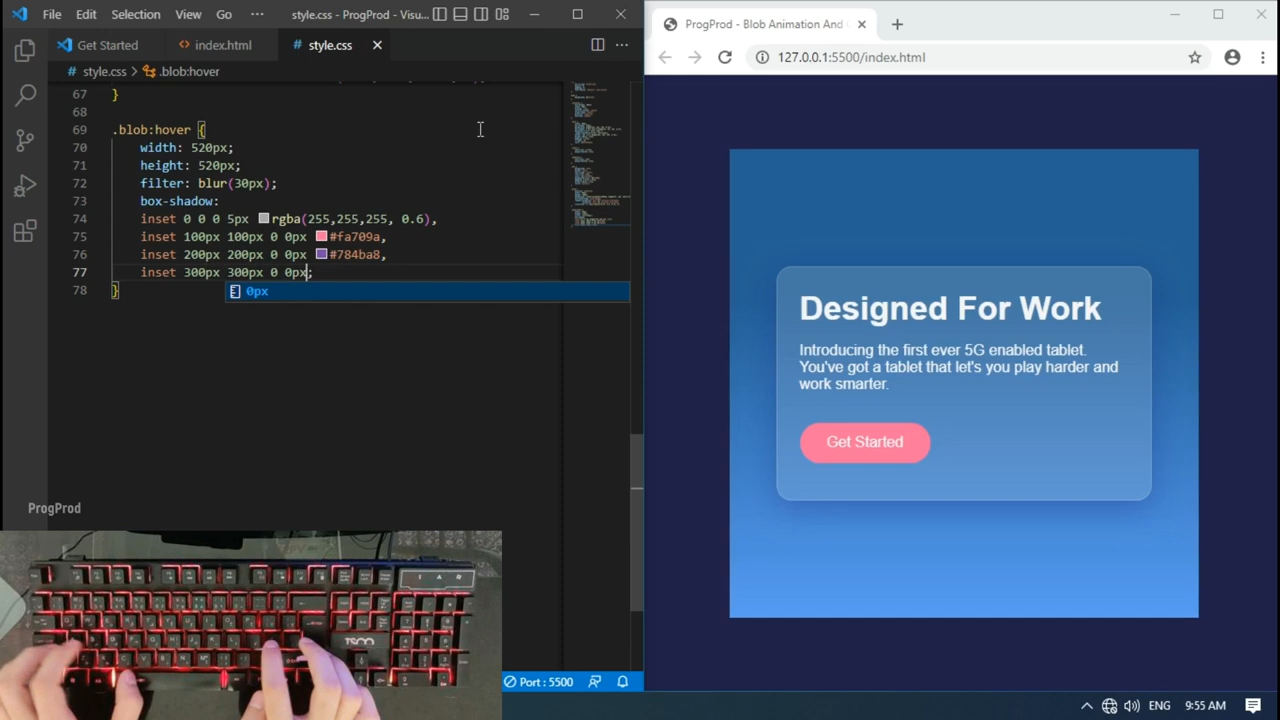 File Edit Selection View Go ··· style.css - ProgProd - Visu...
Get Started index.html # style.css
# style.css > .blob:hover
67 }
68
69 .blob:hover {
70 width: 520px;
71 height: 520px;
72 filter: blur(30px);
73 box-shadow:
74 inset 0 0 0 5px rgba(255,255,255, 0.6),
75 inset 100px 100px 0 0px #fa709a,
76 inset 200px 200px 0 0px #784ba8,
77 inset 300px 300px 0 0px;
78 }
0px
ProgProd
TSCO
Port : 5500
ProgProd - Blob Animation And
127.0.0.1:5500/index.html
Designed For Work
Introducing the first ever 5G enabled tablet.
You've got a tablet that let's you play harder and
work smarter.
Get Started
ENG 9:55 AM